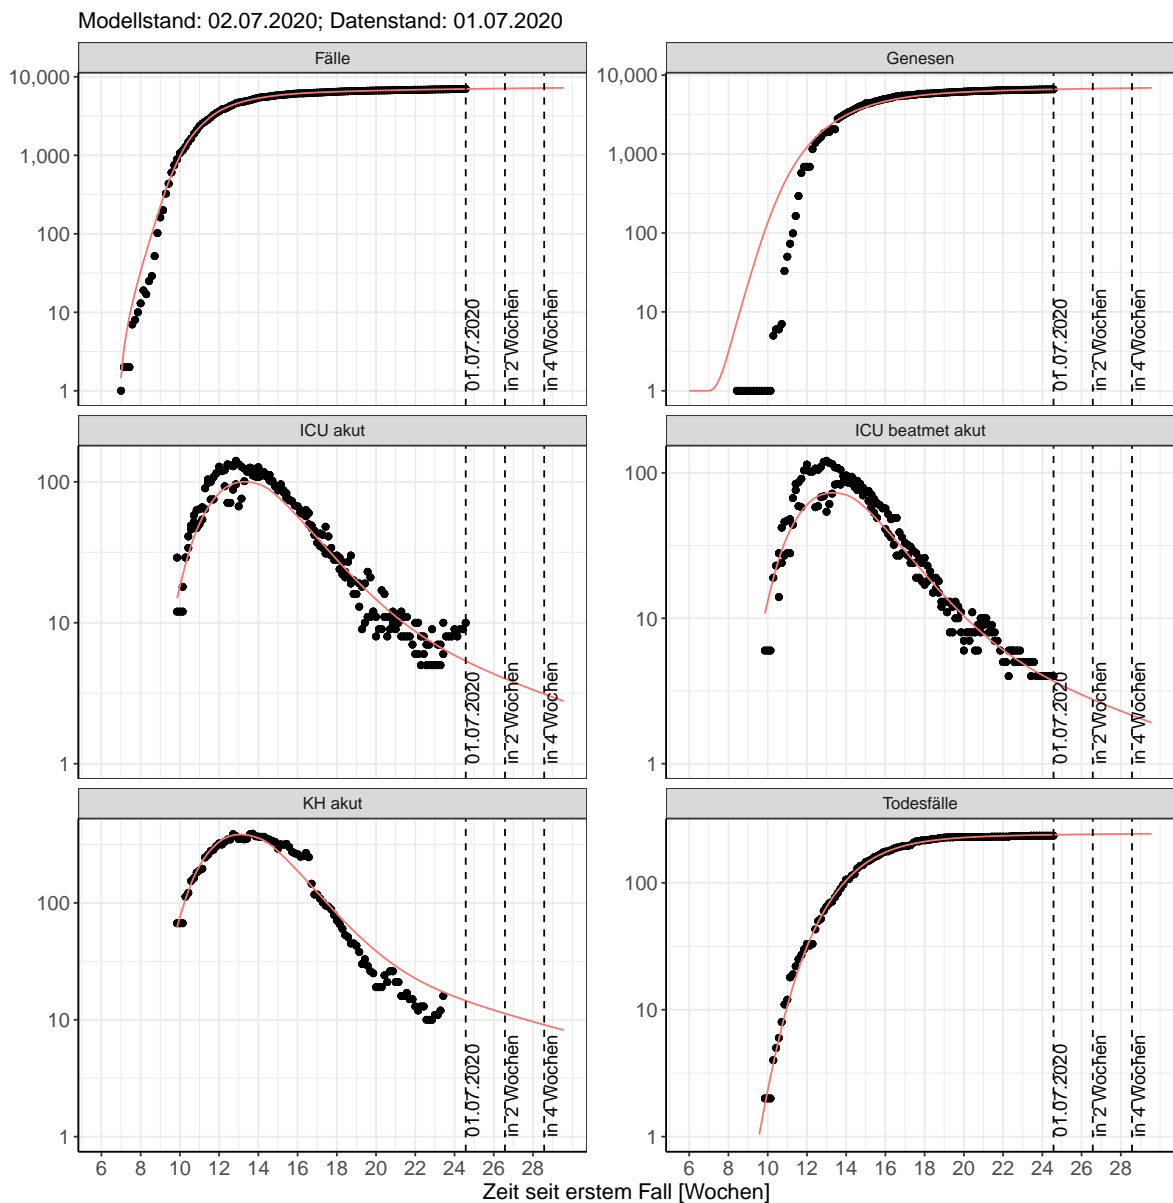 Modellstand: 02.07.2020; Datenstand: 01.07.2020
Fälle
Genesen
10,000
1,000
100
10
1
01.07.2020
in 2 Wochen
in 4 Wochen
10,000
1,000
100
10
1
01.07.2020
in 2 Wochen
in 4 Wochen
ICU akut
ICU beatmet akut
100
10
1
01.07.2020
in 2 Wochen
in 4 Wochen
100
10
1
01.07.2020
in 2 Wochen
in 4 Wochen
KH akut
Todesfälle
100
10
1
01.07.2020
in 2 Wochen
in 4 Wochen
100
10
1
01.07.2020
in 2 Wochen
in 4 Wochen
6 8 10 12 14 16 18 20 22 24 26 28
6 8 10 12 14 16 18 20 22 24 26 28
Zeit seit erstem Fall [Wochen]